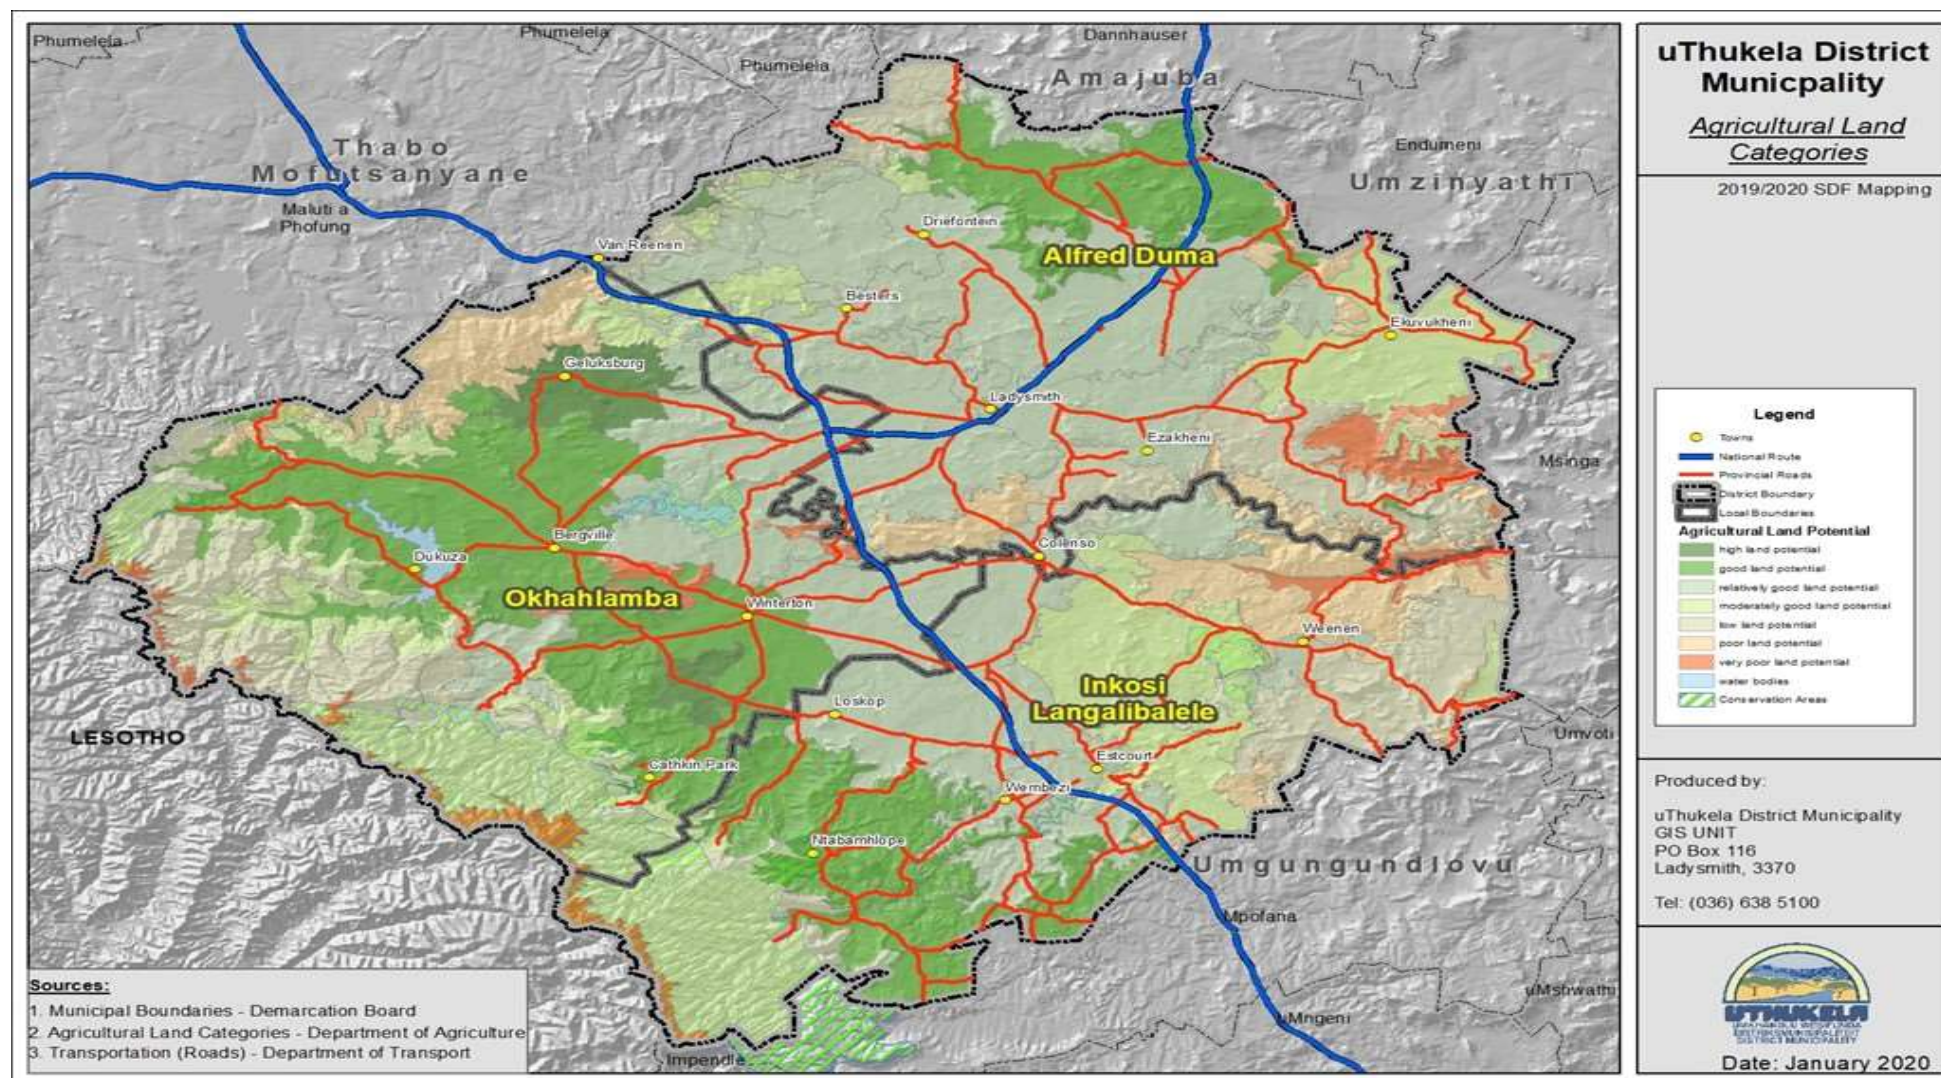 Phumelela
Phumelela
Phumelela
Dannhauser
Amajuba
Thabo
Mofutsanyane
Maluti a
Phofung
Endumeni
Umzinyathi
Van Reenen
Driefontein
Alfred Duma
Besters
Ekuvukheni
Geluksburg
Ladysmith
Ezakheni
Msinga
Bergville
Colenso
Dukuza
Okhahlamba
Winterton
Weenen
Inkosi
Langalibalele
Loskop
LESOTHO
Umvoti
Estcourt
Cathkin Park
Wembezi
Ntabamhlope
Umgungundlovu
Mpofana
uMshwathi
uMngeni
Impendle
Sources:
1. Municipal Boundaries - Demarcation Board
2. Agricultural Land Categories - Department of Agriculture
3. Transportation (Roads) - Department of Transport
uThukela District
Municpality
Agricultural Land
Categories
2019/2020 SDF Mapping
Legend
Towns
National Route
Provincial Roads
District Boundary
Local Boundaries
Agricultural Land Potential
high land potential
good land potential
relatively good land potential
moderately good land potential
low land potential
poor land potential
very poor land potential
water bodies
Conservation Areas
Produced by:
uThukela District Municipality
GIS UNIT
PO Box 116
Ladysmith, 3370
Tel: (036) 638 5100
UTHUKELA
DISTRICT MUNICIPALITY
Date: January 2020